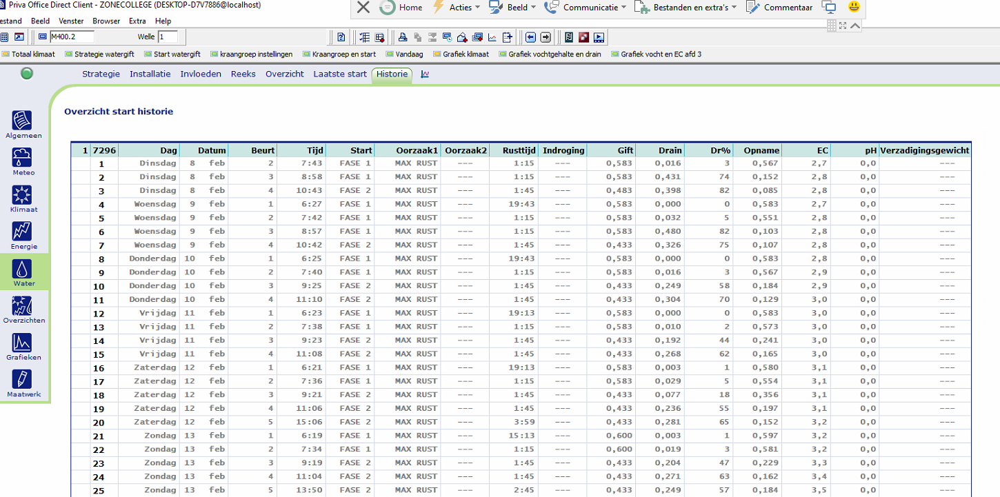 Priva Office Direct Client - ZONECOLLEGE (DESKTOP-D7V7886@localhost)
Home Acties Beeld Communicatie Bestanden en extra's Commentaar
estand Beeld Venster Browser Extra Help
M400.2 Welle 1
Totaal klimaat Strategie watergift Start watergift kraangroep instellingen Kraangroep en start Vandaag Grafiek klimaat Grafiek vochtgehalte en drain Grafiek vocht en EC afd 3
Strategie Installatie Invloeden Reeks Overzicht Laatste start Historie
Overzicht start historie
Algemeen
Meteo
Klimaat
Energie
Water
Overzichten
Grafieken
Maatwerk
1 7296 Dag Datum Beurt Tijd Start Oorzaak1 Oorzaak2 Rusttijd Indroging Gift Drain Dr% Opname EC pH Verzadigingsgewicht
1 Dinsdag 8 feb 2 7:43 FASE 1 MAX RUST --- 1:15 --- 0,583 0,016 3 0,567 2,7 0,0 ---
2 Dinsdag 8 feb 3 8:58 FASE 1 MAX RUST --- 1:15 --- 0,583 0,431 74 0,152 2,8 0,0 ---
3 Dinsdag 8 feb 4 10:43 FASE 2 MAX RUST --- 1:45 --- 0,483 0,398 82 0,085 2,8 0,0 ---
4 Woensdag 9 feb 1 6:27 FASE 1 MAX RUST --- 19:43 --- 0,583 0,000 0 0,583 2,7 0,0 ---
5 Woensdag 9 feb 2 7:42 FASE 1 MAX RUST --- 1:15 --- 0,583 0,032 5 0,551 2,8 0,0 ---
6 Woensdag 9 feb 3 8:57 FASE 1 MAX RUST --- 1:15 --- 0,583 0,480 82 0,103 2,8 0,0 ---
7 Woensdag 9 feb 4 10:42 FASE 2 MAX RUST --- 1:45 --- 0,433 0,326 75 0,107 2,8 0,0 ---
8 Donderdag 10 feb 1 6:25 FASE 1 MAX RUST --- 19:43 --- 0,583 0,000 0 0,583 2,8 0,0 ---
9 Donderdag 10 feb 2 7:40 FASE 1 MAX RUST --- 1:15 --- 0,583 0,016 3 0,567 2,9 0,0 ---
10 Donderdag 10 feb 3 9:25 FASE 2 MAX RUST --- 1:45 --- 0,433 0,249 58 0,184 2,9 0,0 ---
11 Donderdag 10 feb 4 11:10 FASE 2 MAX RUST --- 1:45 --- 0,433 0,304 70 0,129 3,0 0,0 ---
12 Vrijdag 11 feb 1 6:23 FASE 1 MAX RUST --- 19:13 --- 0,583 0,000 0 0,583 3,0 0,0 ---
13 Vrijdag 11 feb 2 7:38 FASE 1 MAX RUST --- 1:15 --- 0,583 0,010 2 0,573 3,0 0,0 ---
14 Vrijdag 11 feb 3 9:23 FASE 2 MAX RUST --- 1:45 --- 0,433 0,192 44 0,241 3,0 0,0 ---
15 Vrijdag 11 feb 4 11:08 FASE 2 MAX RUST --- 1:45 --- 0,433 0,268 62 0,165 3,0 0,0 ---
16 Zaterdag 12 feb 1 6:21 FASE 1 MAX RUST --- 19:13 --- 0,583 0,003 1 0,580 3,1 0,0 ---
17 Zaterdag 12 feb 2 7:36 FASE 1 MAX RUST --- 1:15 --- 0,583 0,029 5 0,554 3,1 0,0 ---
18 Zaterdag 12 feb 3 9:21 FASE 2 MAX RUST --- 1:45 --- 0,433 0,077 18 0,356 3,1 0,0 ---
19 Zaterdag 12 feb 4 11:06 FASE 2 MAX RUST --- 1:45 --- 0,433 0,236 55 0,197 3,1 0,0 ---
20 Zaterdag 12 feb 5 15:06 FASE 2 MAX RUST --- 3:59 --- 0,433 0,281 65 0,152 3,2 0,0 ---
21 Zondag 13 feb 1 6:19 FASE 1 MAX RUST --- 15:13 --- 0,600 0,003 1 0,597 3,2 0,0 ---
22 Zondag 13 feb 2 7:34 FASE 1 MAX RUST --- 1:15 --- 0,600 0,019 3 0,581 3,2 0,0 ---
23 Zondag 13 feb 3 9:19 FASE 2 MAX RUST --- 1:45 --- 0,433 0,204 47 0,229 3,3 0,0 ---
24 Zondag 13 feb 4 11:04 FASE 2 MAX RUST --- 1:45 --- 0,433 0,271 63 0,162 3,4 0,0 ---
25 Zondag 13 feb 5 13:50 FASE 2 MAX RUST --- 2:45 --- 0,433 0,249 57 0,184 3,5 0,0 ---